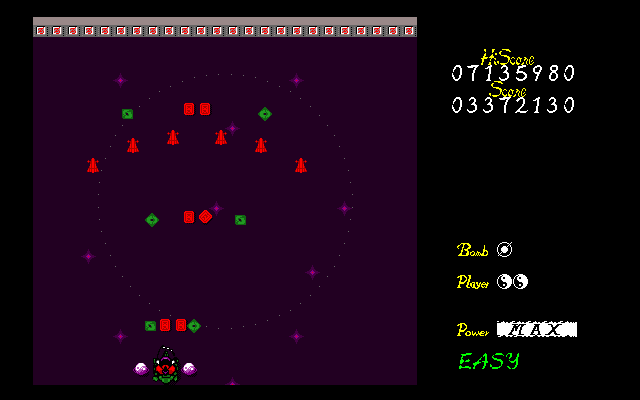 HiScore
07135980
Score
03372130
Bomb
Player
Power MAX
EASY